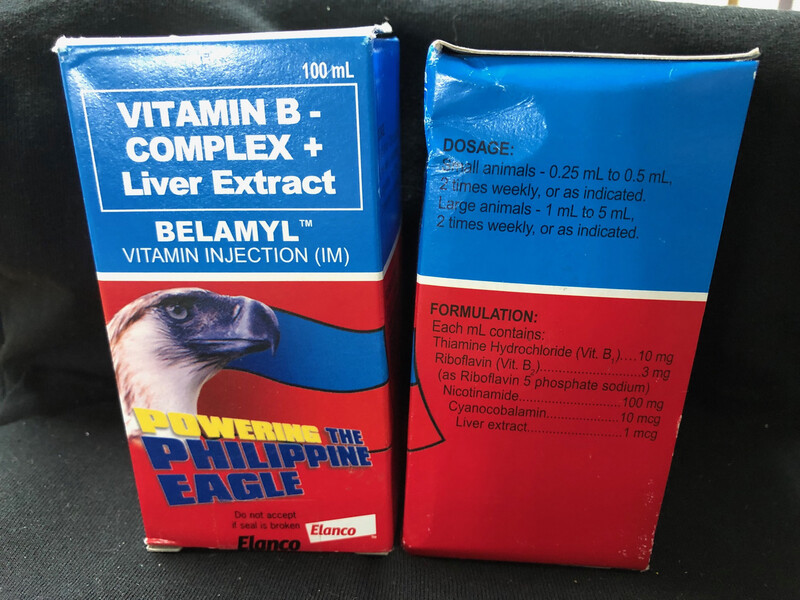 100 mL
VITAMIN B -
COMPLEX +
Liver Extract
BELAMYL™
VITAMIN INJECTION (IM)
POWERING THE
PHILIPPINE
EAGLE
Do not accept
if seal is broken
Elanco
Elanco
DOSAGE:
Small animals - 0.25 mL to 0.5 mL,
2 times weekly, or as indicated.
Large animals - 1 mL to 5 mL,
2 times weekly, or as indicated.
FORMULATION:
Each mL contains:
Thiamine Hydrochloride (Vit. B₁)....10 mg
Riboflavin (Vit. B₂)..........................3 mg
(as Riboflavin 5 phosphate sodium)
Nicotinamide..........................100 mg
Cyanocobalamin..................10 mcg
Liver extract........................1 mcg